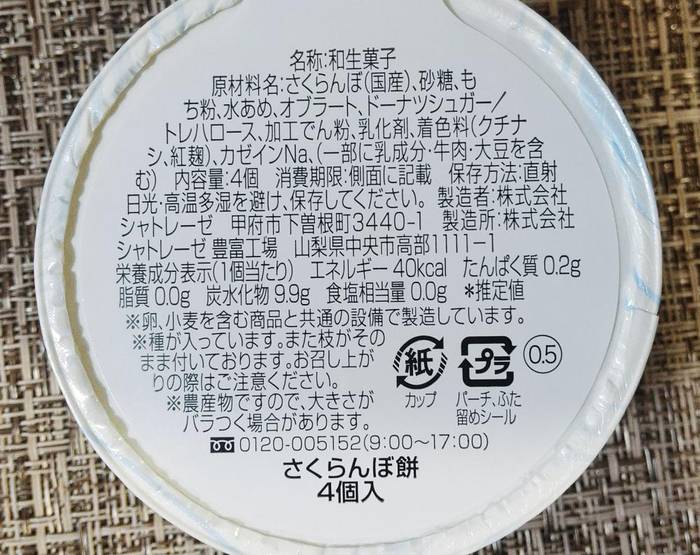 名称:和生菓子
原材料名:さくらんぼ(国産)、砂糖、も
ち粉、水あめ、オブラート、ドーナツシュガー/
トレハロース、加工でん粉、乳化剤、着色料(クチナ
シ、紅麹)、カゼインNa、(一部に乳成分・牛肉・大豆を含
む) 内容量:4個 消費期限:側面に記載 保存方法:直射
日光・高温多湿を避け、保存してください。 製造者:株式会社
シャトレーゼ 甲府市下曽根町3440-1 製造所:株式会社
シャトレーゼ 豊富工場 山梨県中央市高部1111-1
栄養成分表示(1個当たり) エネルギー 40kcal たんぱく質 0.2g
脂質 0.0g 炭水化物 9.9g 食塩相当量 0.0g *推定値
※卵、小麦を含む商品と共通の設備で製造しています。
※種が入っています。また枝がその
まま付いております。お召し上が
りの際はご注意ください。
※農産物ですので、大きさが
バラつく場合があります。
紙
カップ
プラ
パーチ、ふた
留めシール
0.5
0120-005152(9:00~17:00)
さくらんぼ餅
4個入